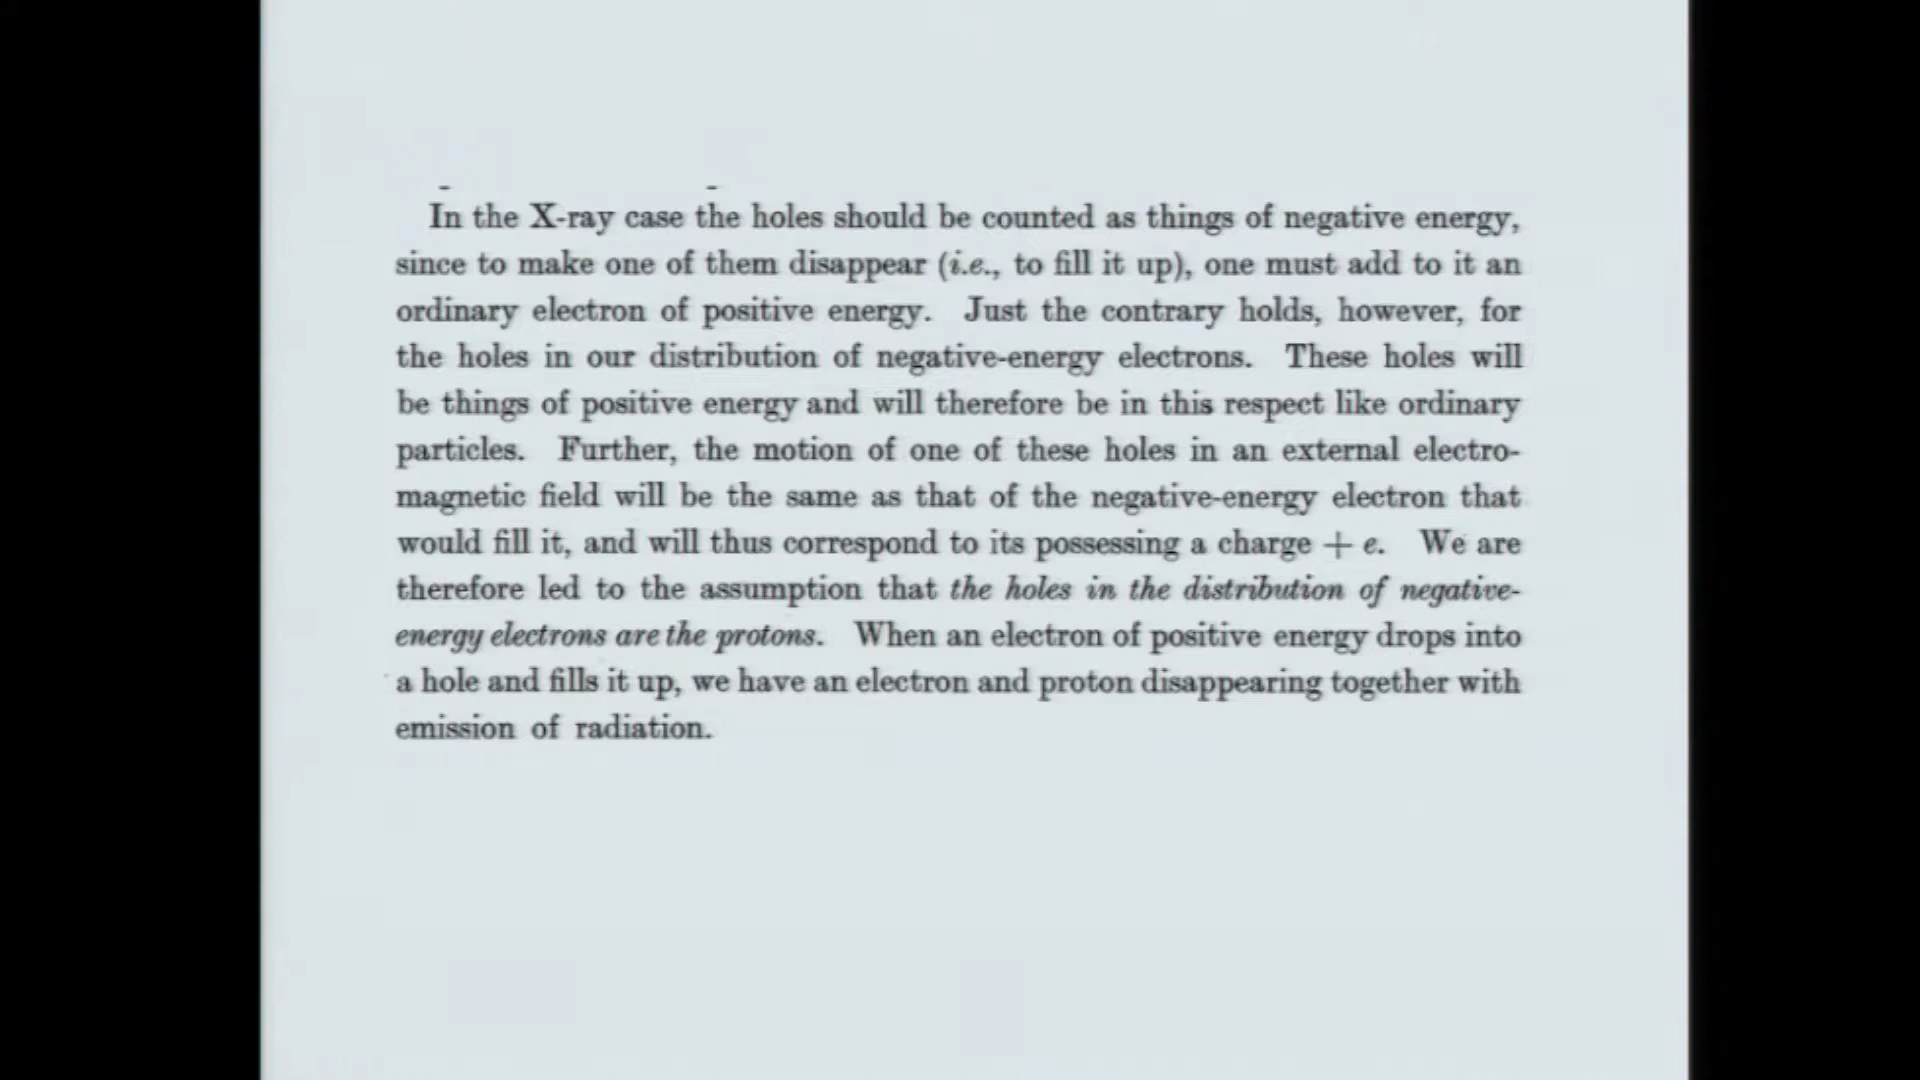 In the X-ray case the holes should be counted as things of negative energy,
since to make one of them disappear (i.e., to fill it up), one must add to it an
ordinary electron of positive energy. Just the contrary holds, however, for
the holes in our distribution of negative-energy electrons. These holes will
be things of positive energy and will therefore be in this respect like ordinary
particles. Further, the motion of one of these holes in an external electro-
magnetic field will be the same as that of the negative-energy electron that
would fill it, and will thus correspond to its possessing a charge + e. We are
therefore led to the assumption that the holes in the distribution of negative-
energy electrons are the protons. When an electron of positive energy drops into
a hole and fills it up, we have an electron and proton disappearing together with
emission of radiation.